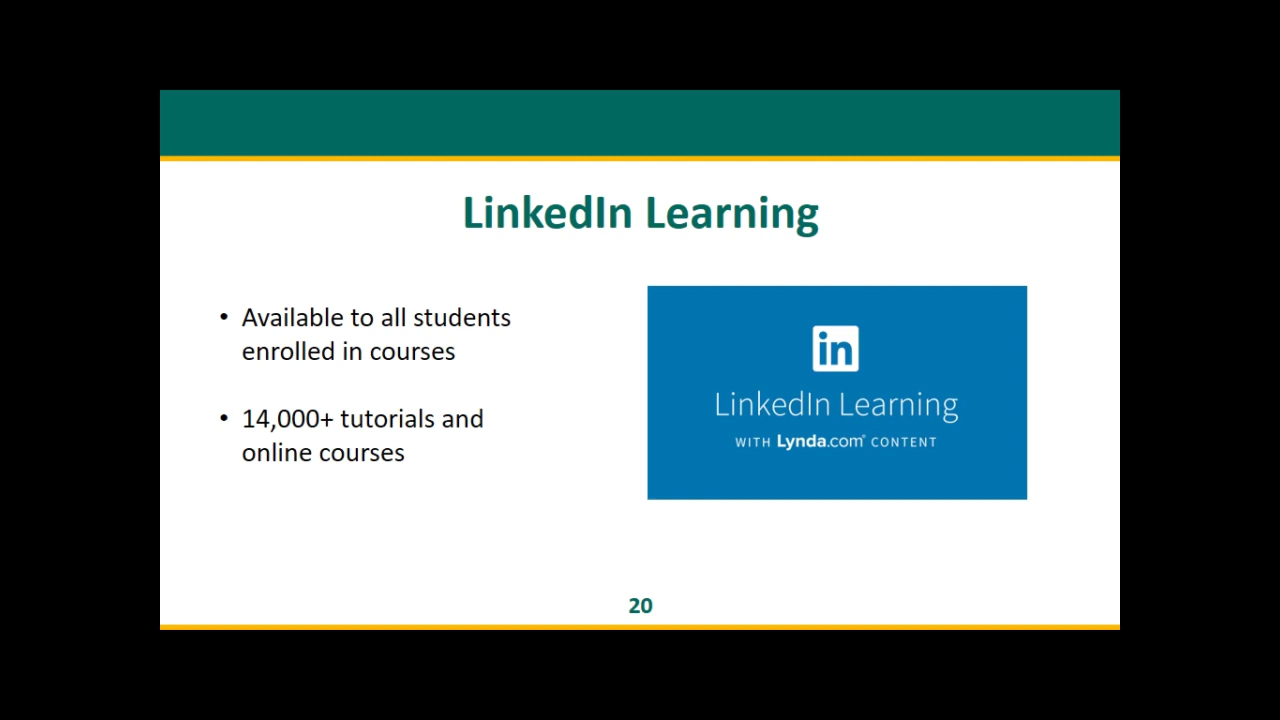 LinkedIn Learning
• Available to all students
enrolled in courses
• 14,000+ tutorials and
online courses
in
LinkedIn Learning
WITH Lynda.com® CONTENT
20